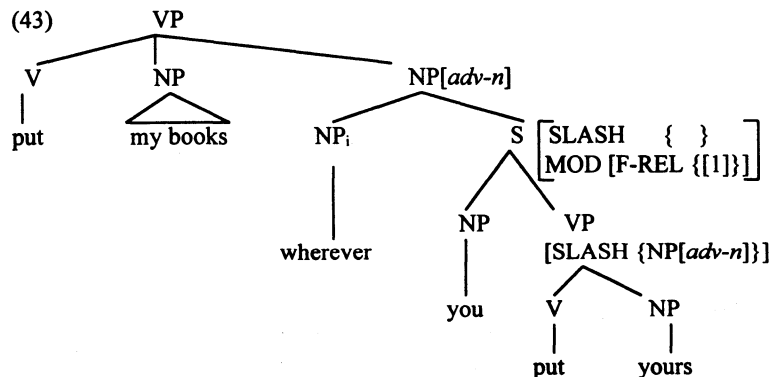 (43) VP
V NP NP[adv-n]
put my books NPi S [SLASH { }
MOD [F-REL {[1]}]]
NP VP
wherever [SLASH {NP[adv-n]}]
you V NP
put yours